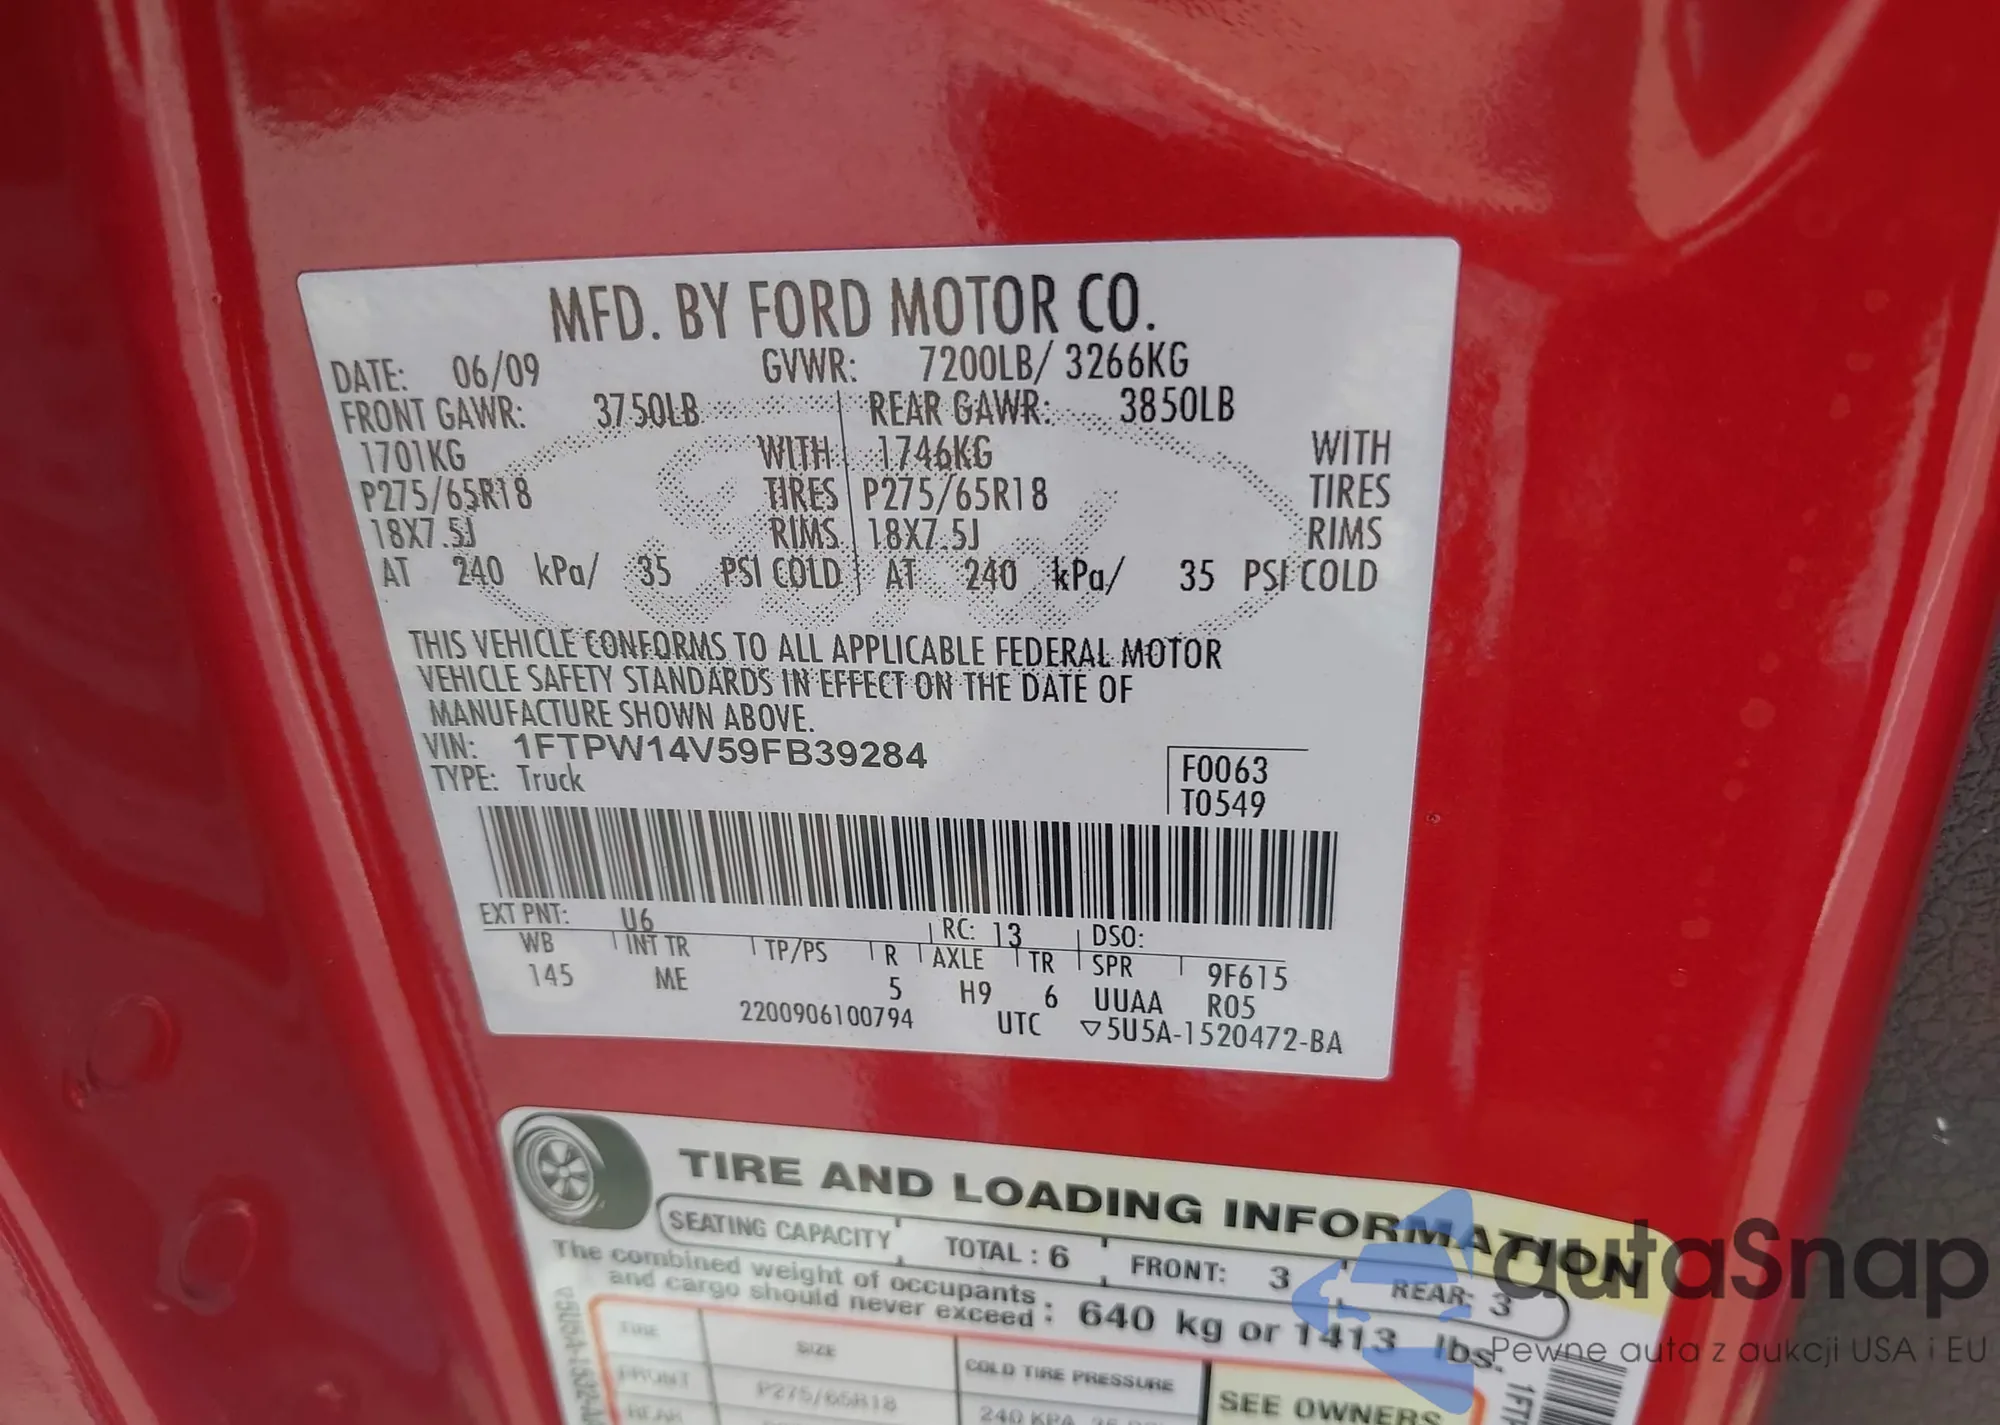 MFD. BY FORD MOTOR CO.
DATE: 06/09 GVWR: 7200LB/ 3266KG
FRONT GAWR: 3750LB REAR GAWR: 3850LB
1701KG WITH 1746KG WITH
P275/65R18 TIRES P275/65R18 TIRES
18X7.5J RIMS 18X7.5J RIMS
AT 240 kPa/ 35 PSI COLD AT 240 kPa/ 35 PSI COLD
THIS VEHICLE CONFORMS TO ALL APPLICABLE FEDERAL MOTOR
VEHICLE SAFETY STANDARDS IN EFFECT ON THE DATE OF
MANUFACTURE SHOWN ABOVE.
VIN: 1FTPW14V59FB39284
TYPE: Truck
F0063
T0549
EXT PNT: U6 RC: 13 DSO:
WB INT TR TP/PS R AXLE TR SPR 9F615
145 ME 5 H9 6 UUAA R05
2200906100794 UTC ▽5U5A-1520472-BA
TIRE AND LOADING INFORMATION
SEATING CAPACITY TOTAL : 6 FRONT: 3 REAR: 3
The combined weight of occupants
and cargo should never exceed : 640 kg or 1413 lbs.
TIRE SIZE COLD TIRE PRESSURE SEE OWNERS
FRONT P275/65R18 240 KPA
REAR
autaSnap
Pewne auta z aukcji USA i EU